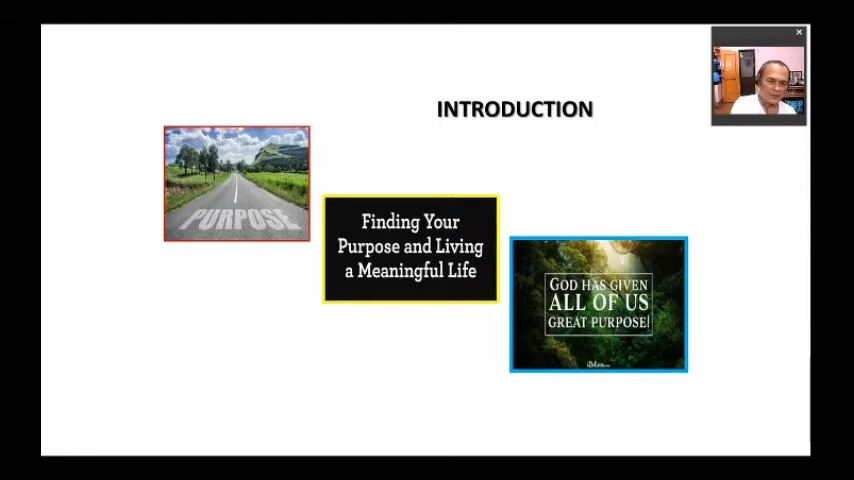 INTRODUCTION
PURPOSE
Finding Your
Purpose and Living
a Meaningful Life
GOD HAS GIVEN
ALL OF US
GREAT PURPOSE!